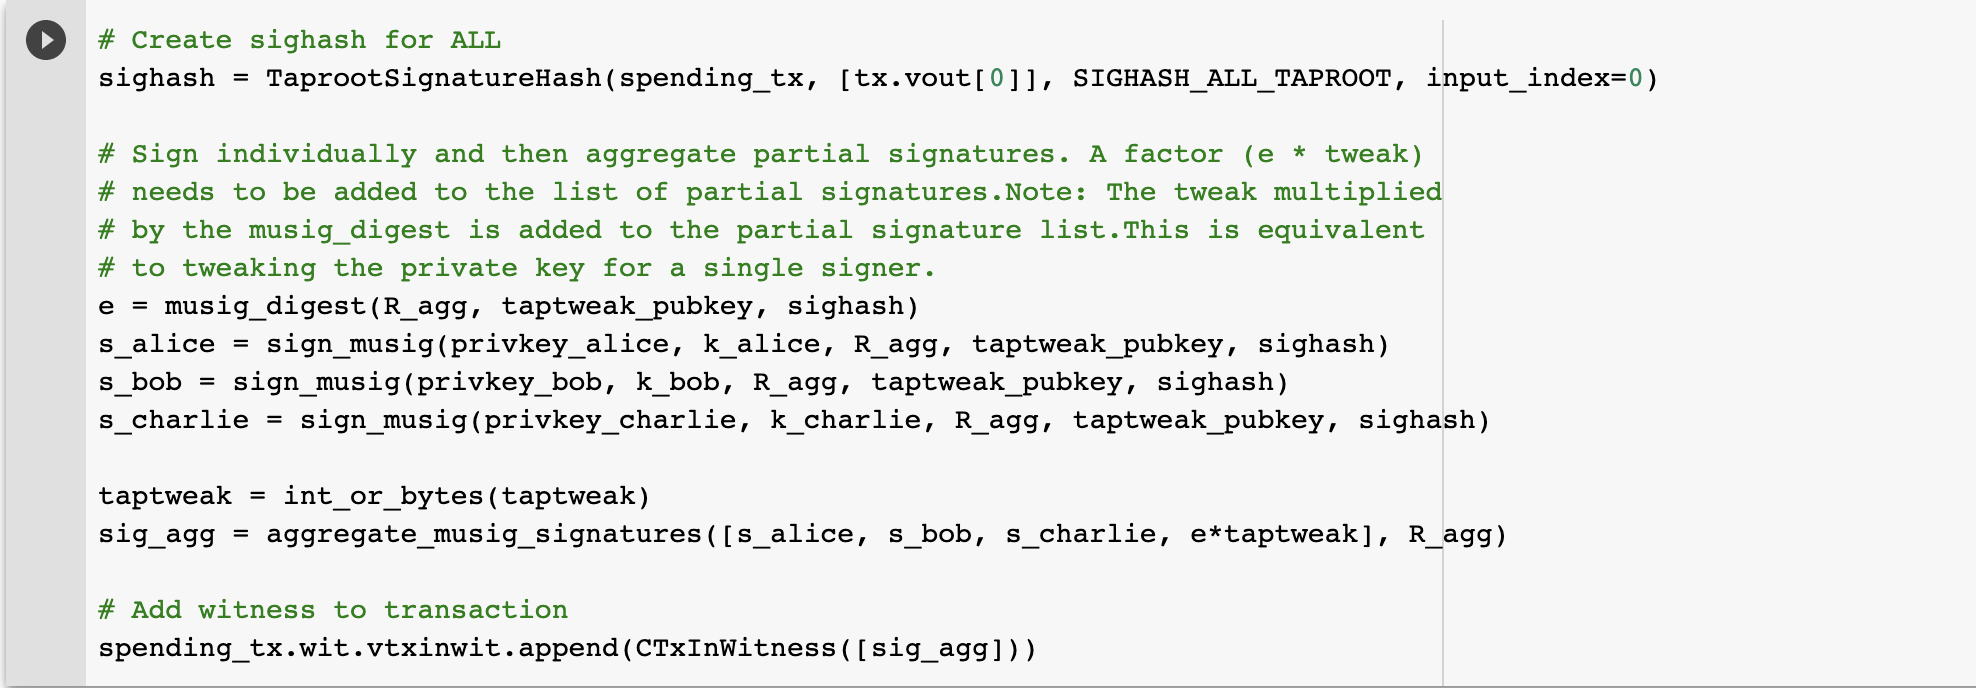 # Create sighash for ALL
sighash = TaprootSignatureHash(spending_tx, [tx.vout[0]], SIGHASH_ALL_TAPROOT, input_index=0)
# Sign individually and then aggregate partial signatures. A factor (e * tweak)
# needs to be added to the list of partial signatures.Note: The tweak multiplied
# by the musig_digest is added to the partial signature list.This is equivalent
# to tweaking the private key for a single signer.
e = musig_digest(R_agg, taptweak_pubkey, sighash)
s_alice = sign_musig(privkey_alice, k_alice, R_agg, taptweak_pubkey, sighash)
s_bob = sign_musig(privkey_bob, k_bob, R_agg, taptweak_pubkey, sighash)
s_charlie = sign_musig(privkey_charlie, k_charlie, R_agg, taptweak_pubkey, sighash)
taptweak = int_or_bytes(taptweak)
sig_agg = aggregate_musig_signatures([s_alice, s_bob, s_charlie, e*taptweak], R_agg)
# Add witness to transaction
spending_tx.wit.vtxinwit.append(CTxInWitness([sig_agg]))